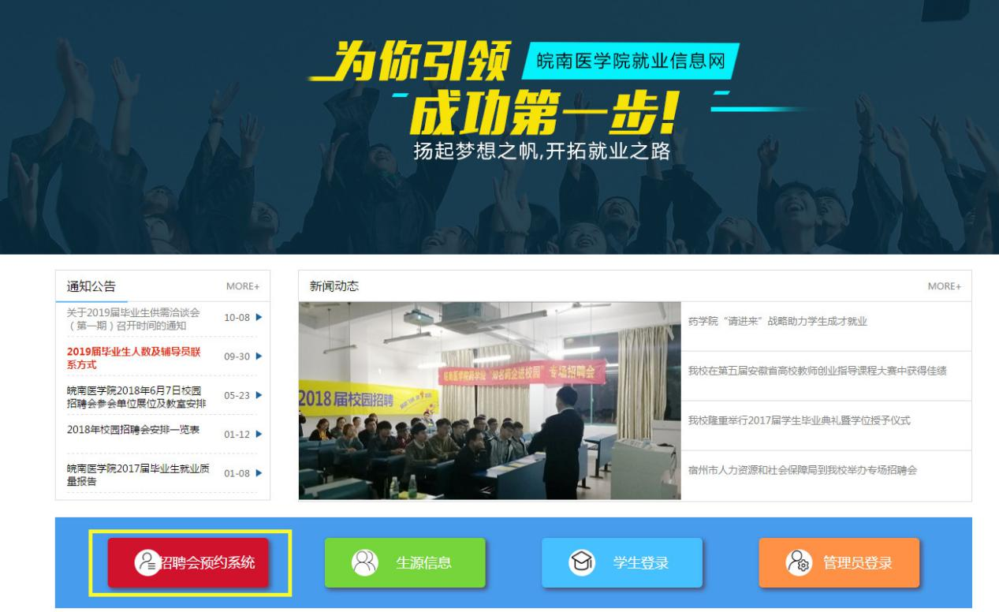 为你引领
皖南医学院就业信息网
成功第一步!
扬起梦想之帆,开拓就业之路
通知公告
MORE+
关于2019届毕业生供需洽谈会
（第一期）召开时间的通知
10-08
2019届毕业生人数及辅导员联
系方式
09-30
皖南医学院2018年6月7日校园
招聘会参会单位展位及教室安排
05-23
2018年校园招聘会安排一览表
01-12
皖南医学院2017届毕业生就业质
量报告
01-08
新闻动态
MORE+
皖南医学院药学院“知名药企进校园”专场招聘会
2018届校园招聘
药学院“请进来”战略助力学生成才就业
我校在第五届安徽省高校教师创业指导课程大赛中获得佳绩
我校隆重举行2017届学生毕业典礼暨学位授予仪式
宿州市人力资源和社会保障局到我校举办专场招聘会
招聘会预约系统
生源信息
学生登录
管理员登录